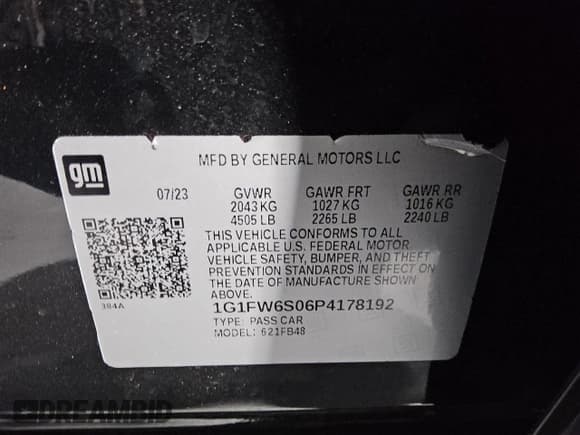 gm
MFD BY GENERAL MOTORS LLC
07/23 GVWR GAWR FRT GAWR RR
2043 KG 1027 KG 1016 KG
4505 LB 2265 LB 2240 LB
THIS VEHICLE CONFORMS TO ALL
APPLICABLE U.S. FEDERAL MOTOR
VEHICLE SAFETY, BUMPER, AND THEFT
PREVENTION STANDARDS IN EFFECT ON
THE DATE OF MANUFACTURE SHOWN
ABOVE.
384A
1G1FW6S06P4178192
TYPE: PASS CAR
MODEL: 621FB48
DREAMBID